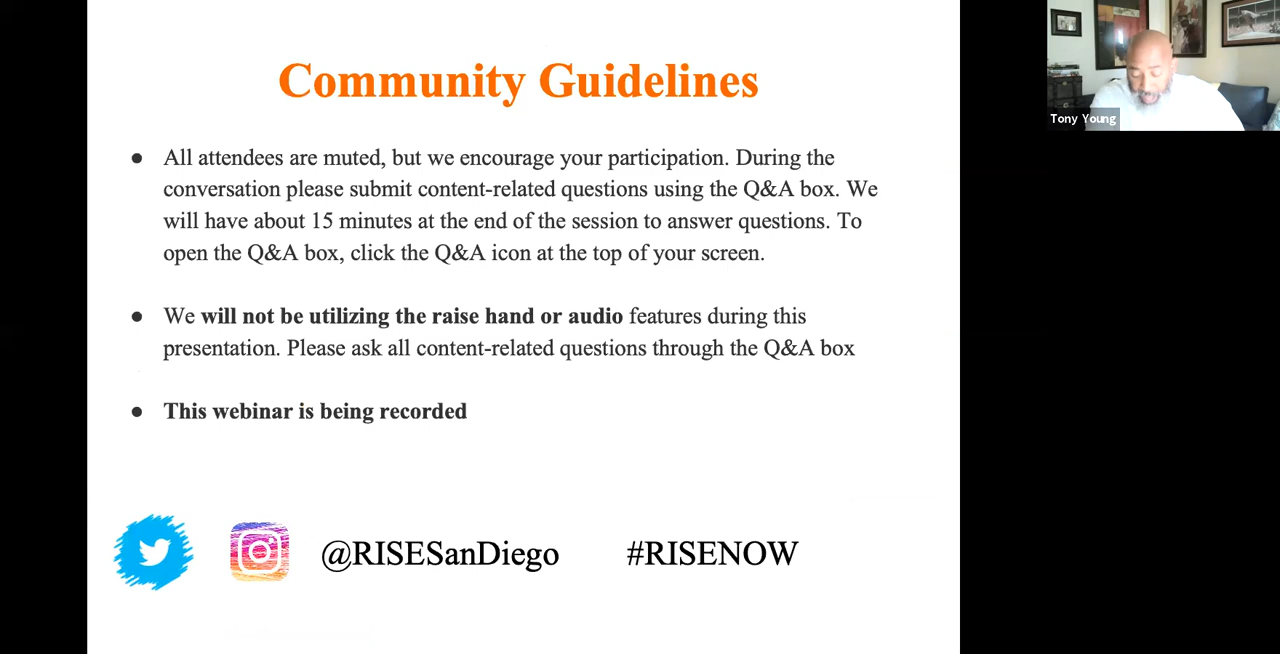 Community Guidelines
● All attendees are muted, but we encourage your participation. During the
conversation please submit content-related questions using the Q&A box. We
will have about 15 minutes at the end of the session to answer questions. To
open the Q&A box, click the Q&A icon at the top of your screen.
● We will not be utilizing the raise hand or audio features during this
presentation. Please ask all content-related questions through the Q&A box
● This webinar is being recorded
@RISESanDiego #RISENOW
Tony Young